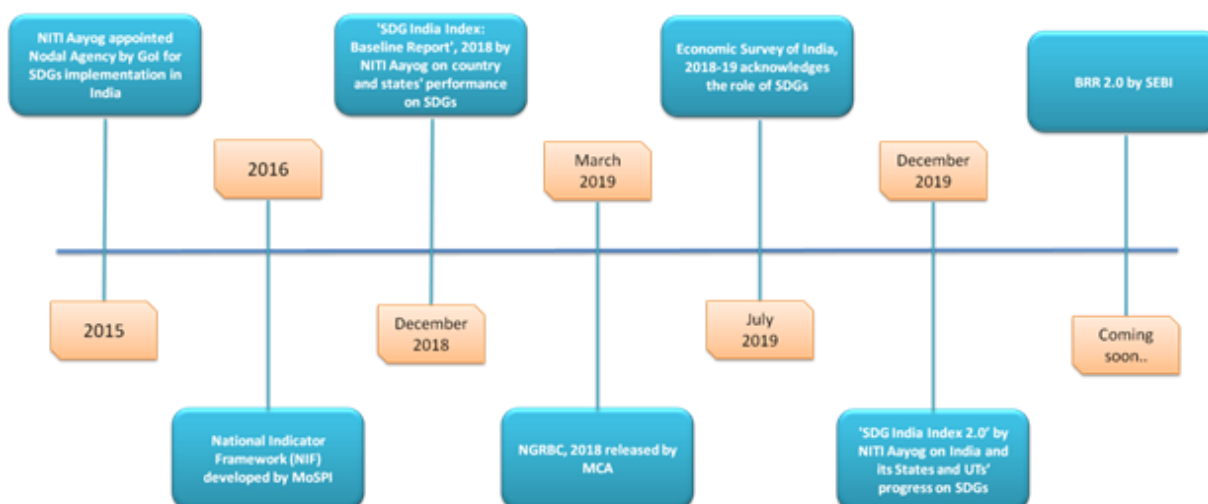 NITI Aayog appointed
Nodal Agency by GoI for
SDGs implementation in
India
'SDG India Index:
Baseline Report', 2018 by
NITI Aayog on country
and states' performance
on SDGs
Economic Survey of India,
2018-19 acknowledges
the role of SDGs
BRR 2.0 by SEBI
2016
March
2019
December
2019
2015
December
2018
July
2019
Coming
soon..
National Indicator
Framework (NIF)
developed by MoSPI
NGRBC, 2018 released by
MCA
'SDG India Index 2.0' by
NITI Aayog on India and
its States and UTs'
progress on SDGs